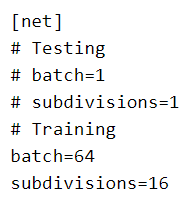 [net]
# Testing
# batch=1
# subdivisions=1
# Training
batch=64
subdivisions=16